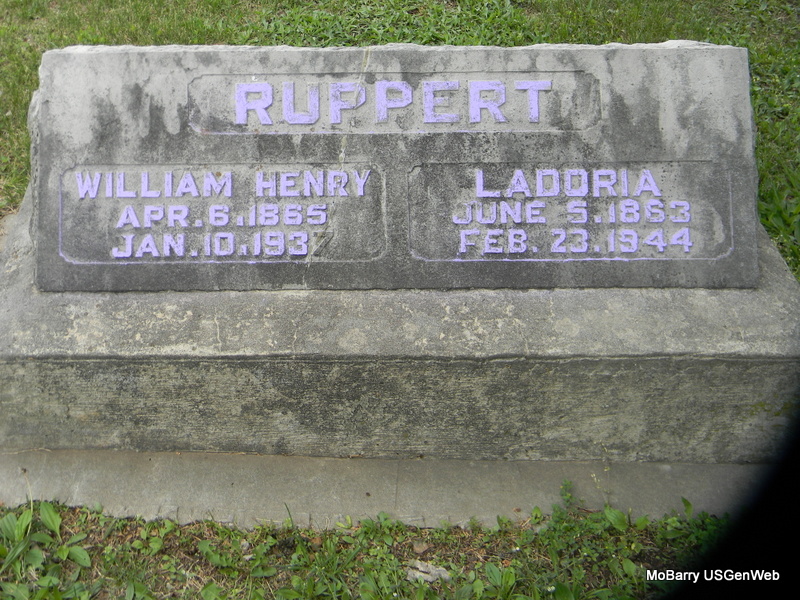 RUPPERT
WILLIAM HENRY
APR. 6. 1865
JAN. 10. 1937
LADORIA
JUNE 5. 1863
FEB. 23. 1944
MoBarry USGenWeb